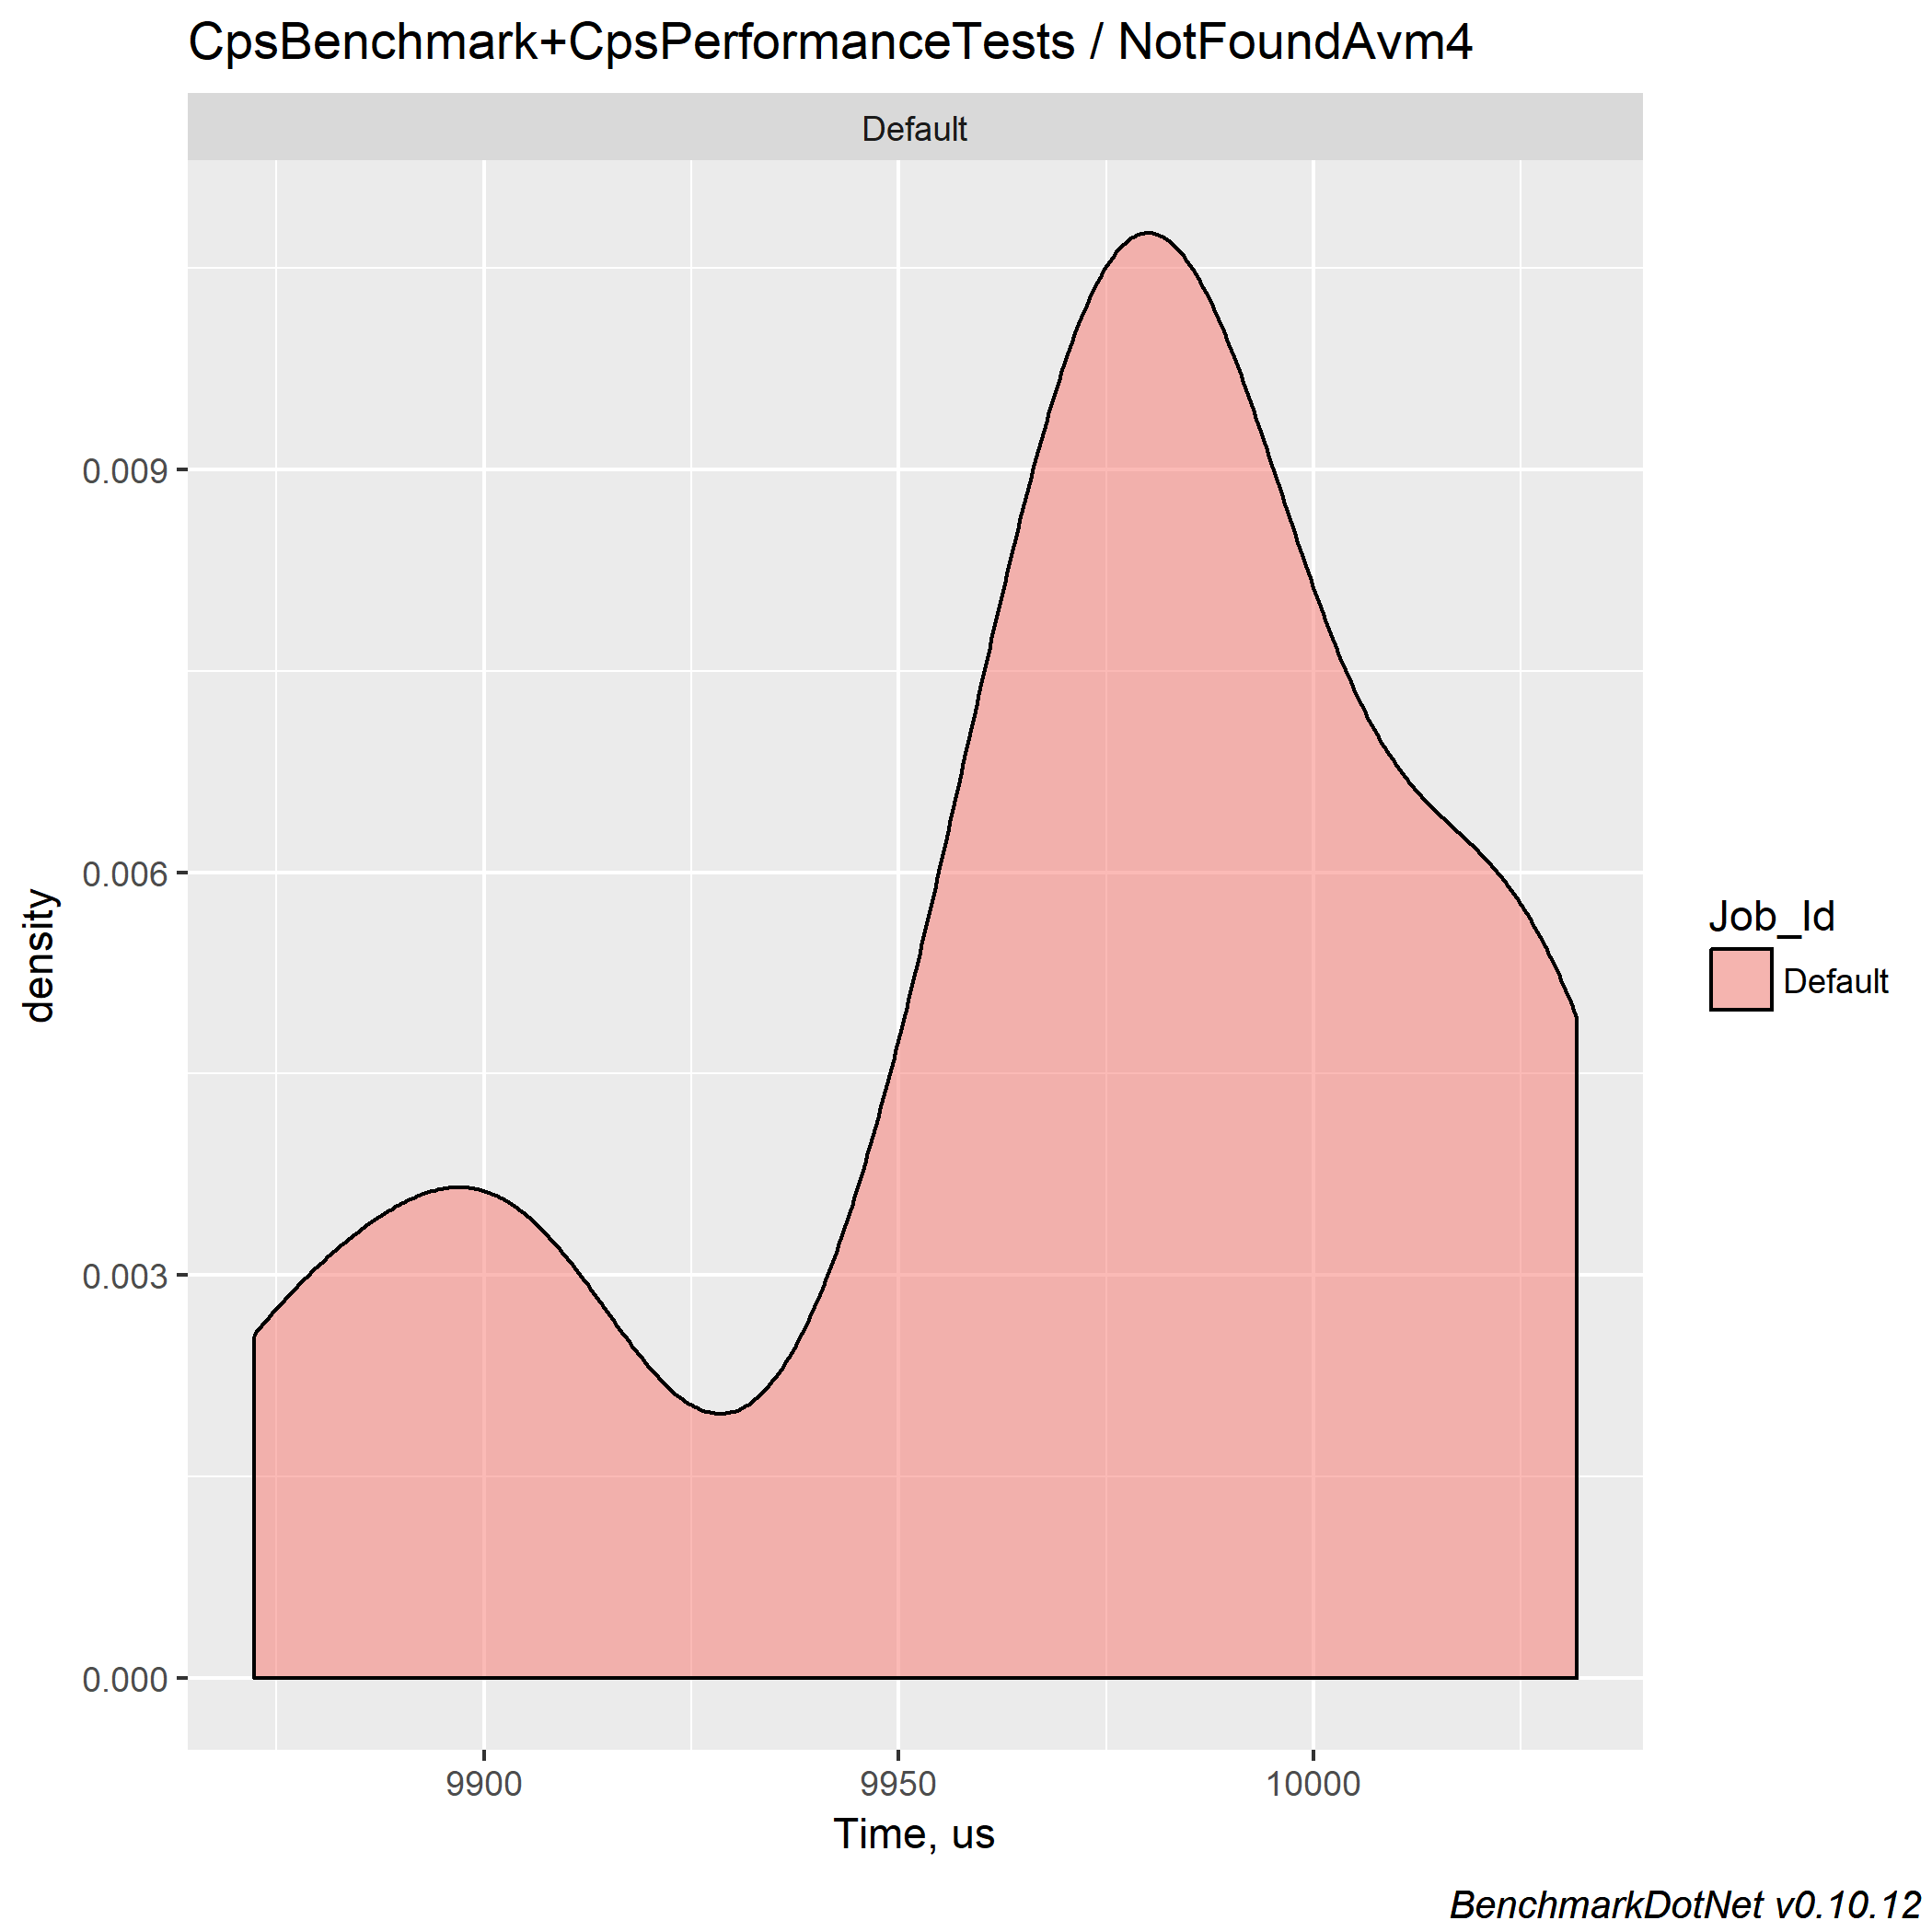 CpsBenchmark+CpsPerformanceTests / NotFoundAvm4
Default
0.009
0.006
0.003
0.000
density
9900 9950 10000
Time, us
Job_Id
Default
BenchmarkDotNet v0.10.12